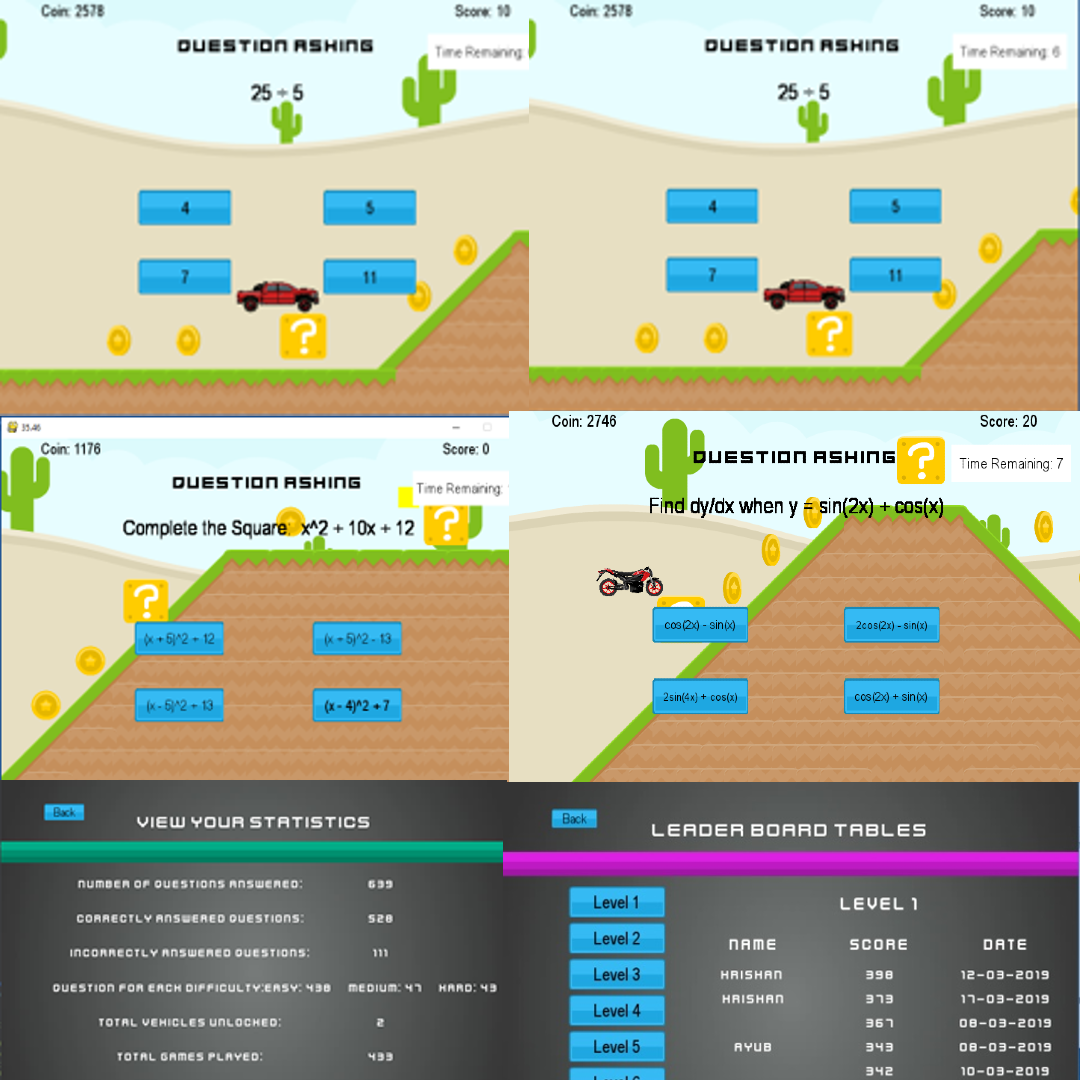 Coin: 2578 Score: 10
QUESTION ASKING
Time Remaining:
25 ÷ 5
4 5
7 11
?
Coin: 2578 Score: 10
QUESTION ASKING
Time Remaining: 6
25 ÷ 5
4 5
7 11
?
35.46
Coin: 1176 Score: 0
QUESTION ASKING
Time Remaining:
Complete the Square: x^2 + 10x + 12
?
?
(x + 5)^2 + 12 (x + 5)^2 - 13
(x - 5)^2 + 13 (x - 4)^2 + 7
Coin: 2746 Score: 20
QUESTION ASKING
?
Time Remaining: 7
Find dy/dx when y = sin(2x) + cos(x)
cos(2x) - sin(x) 2cos(2x) - sin(x)
2sin(4x) + cos(x) cos(2x) + sin(x)
Back
VIEW YOUR STATISTICS
NUMBER OF QUESTIONS ANSWERED: 639
CORRECTLY ANSWERED QUESTIONS: 528
INCORRECTLY ANSWERED QUESTIONS: 111
QUESTION FOR EACH DIFFICULTY:EASY: 438 MEDIUM: 47 HARD: 43
TOTAL VEHICLES UNLOCKED: 2
TOTAL GAMES PLAYED: 433
Back
LEADER BOARD TABLES
Level 1
Level 2
Level 3
Level 4
Level 5
LEVEL 1
NAME SCORE DATE
KRISHAN 398 12-03-2019
KRISHAN 373 17-03-2019
367 08-03-2019
AYUB 343 08-03-2019
342 10-03-2019